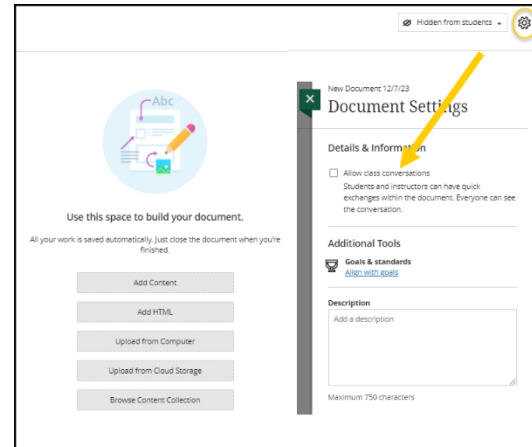 Hidden from students
Abc
Use this space to build your document.
All your work is saved automatically. Just close the document when you're
finished.
Add Content
Add HTML
Upload from Computer
Upload from Cloud Storage
Browse Content Collection
New Document 12/7/23
Document Settings
Details & Information
Allow class conversations
Students and instructors can have quick
exchanges within the document. Everyone can see
the conversation.
Additional Tools
Goals & standards
Align with goals
Description
Add a description
Maximum 750 characters